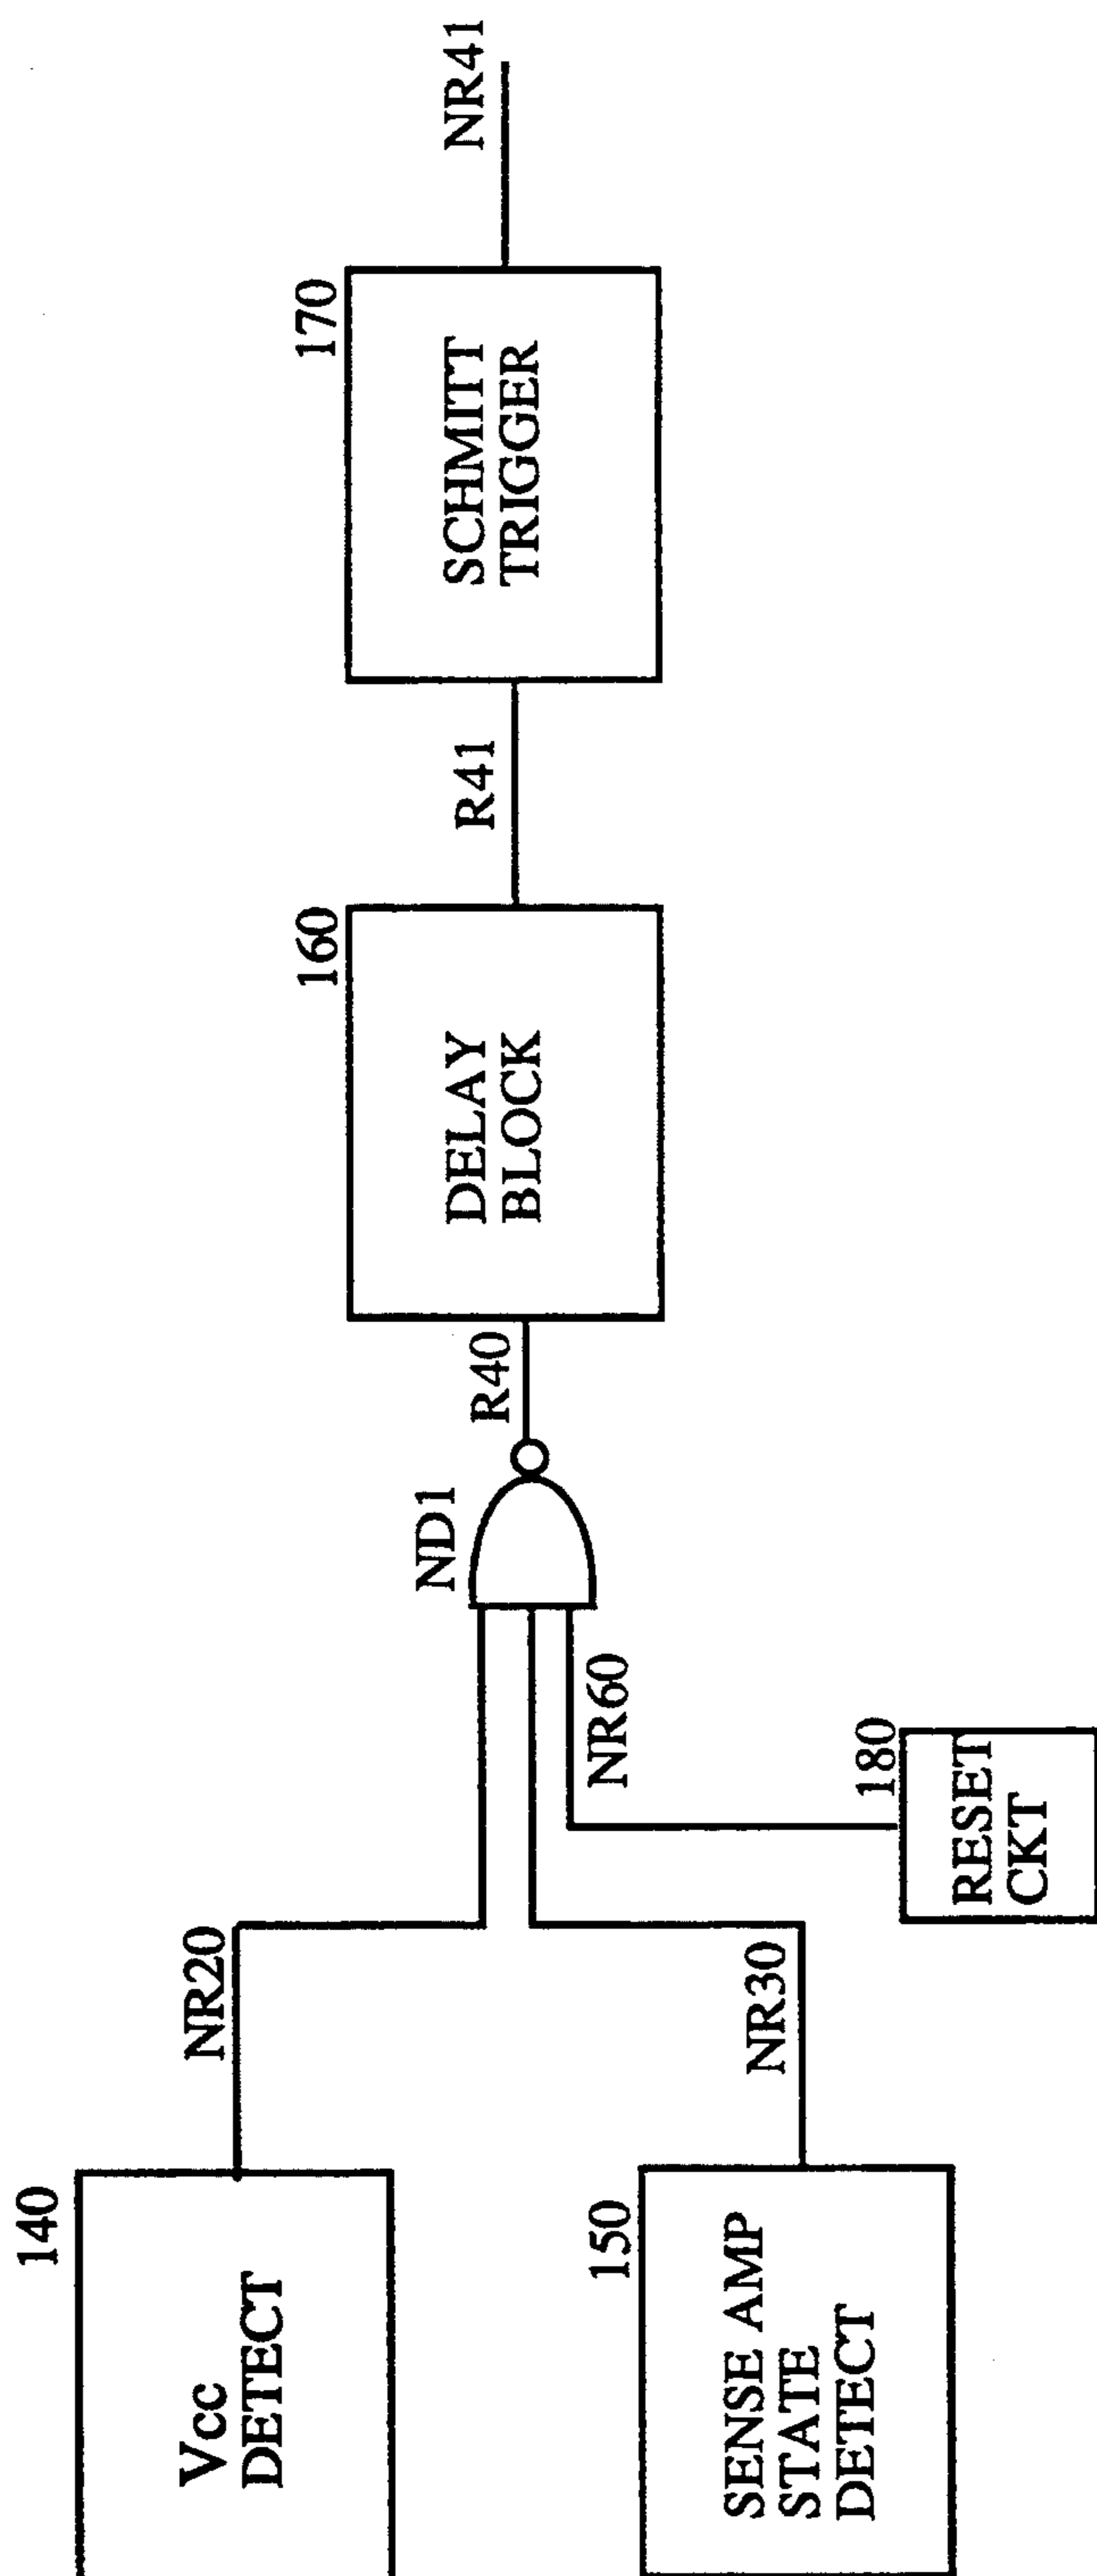 140
Vcc
DETECT
NR20
150
SENSE AMP
STATE
DETECT
NR30
180
RESET
CKT
NR60
ND1
R40
160
DELAY
BLOCK
R41
170
SCHMITT
TRIGGER
NR41